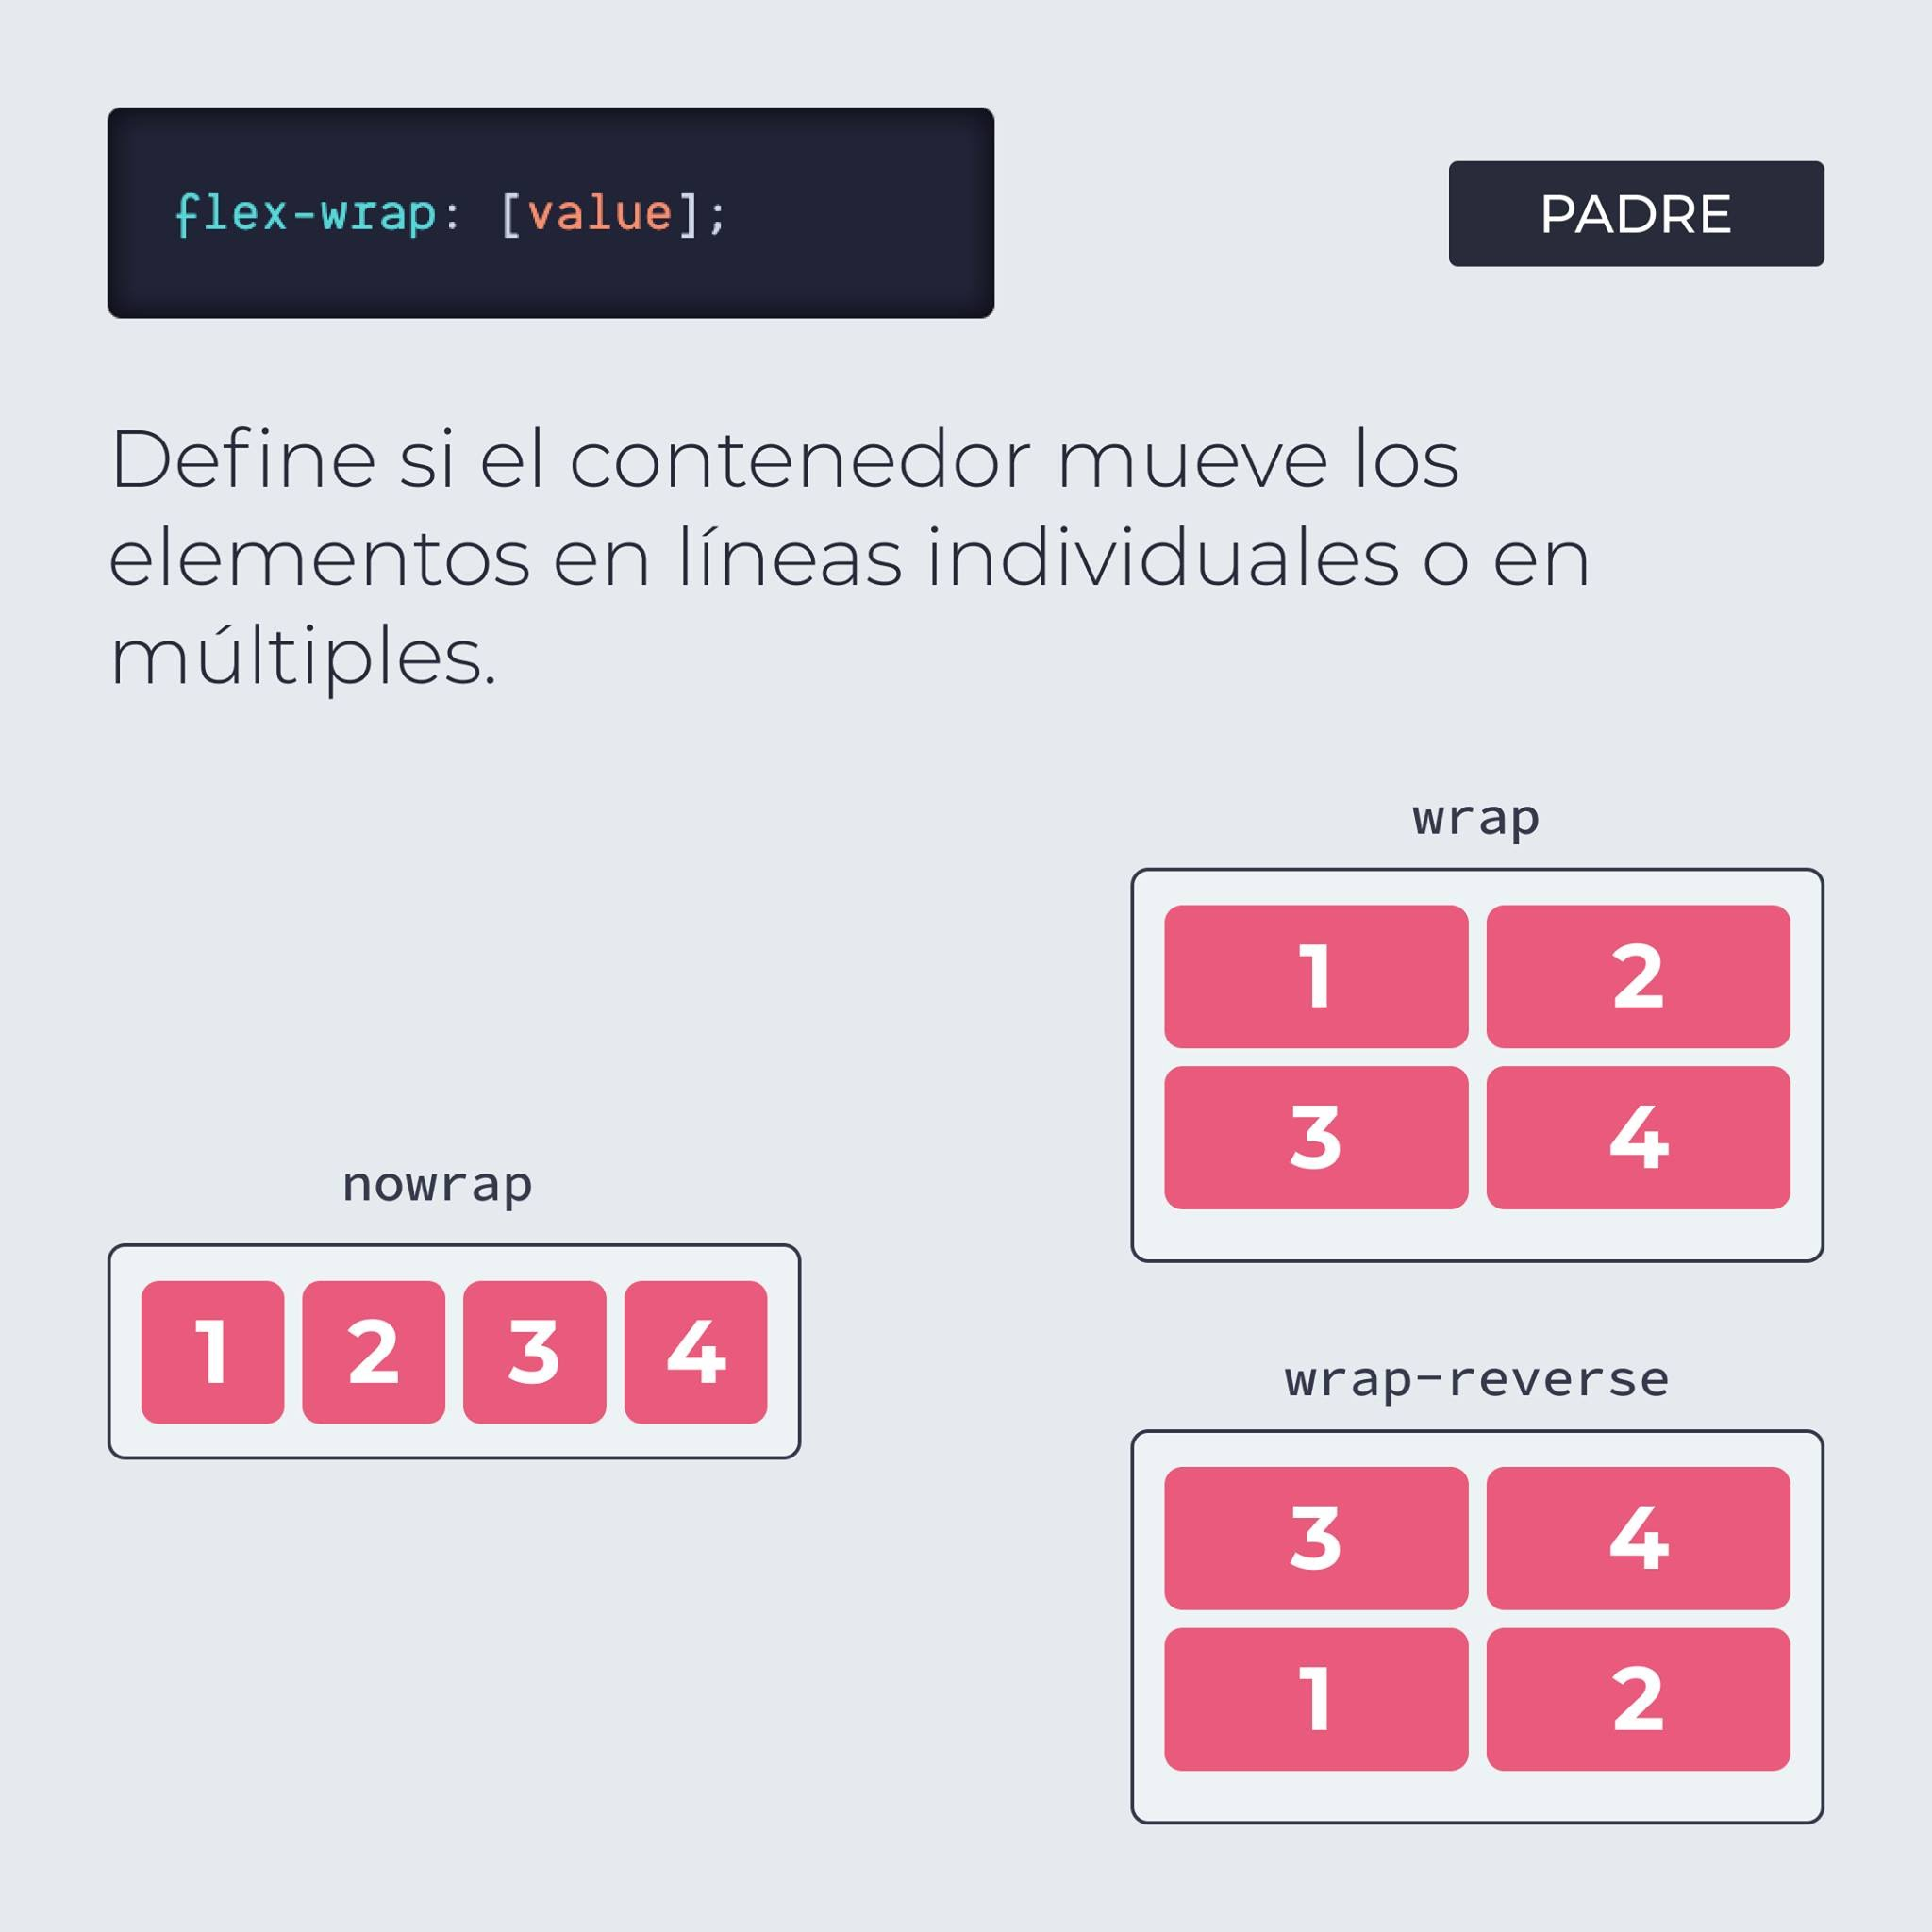 flex-wrap: [value];
PADRE
Define si el contenedor mueve los
elementos en líneas individuales o en
múltiples.
nowrap
1 2 3 4
wrap
1 2
3 4
wrap-reverse
3 4
1 2